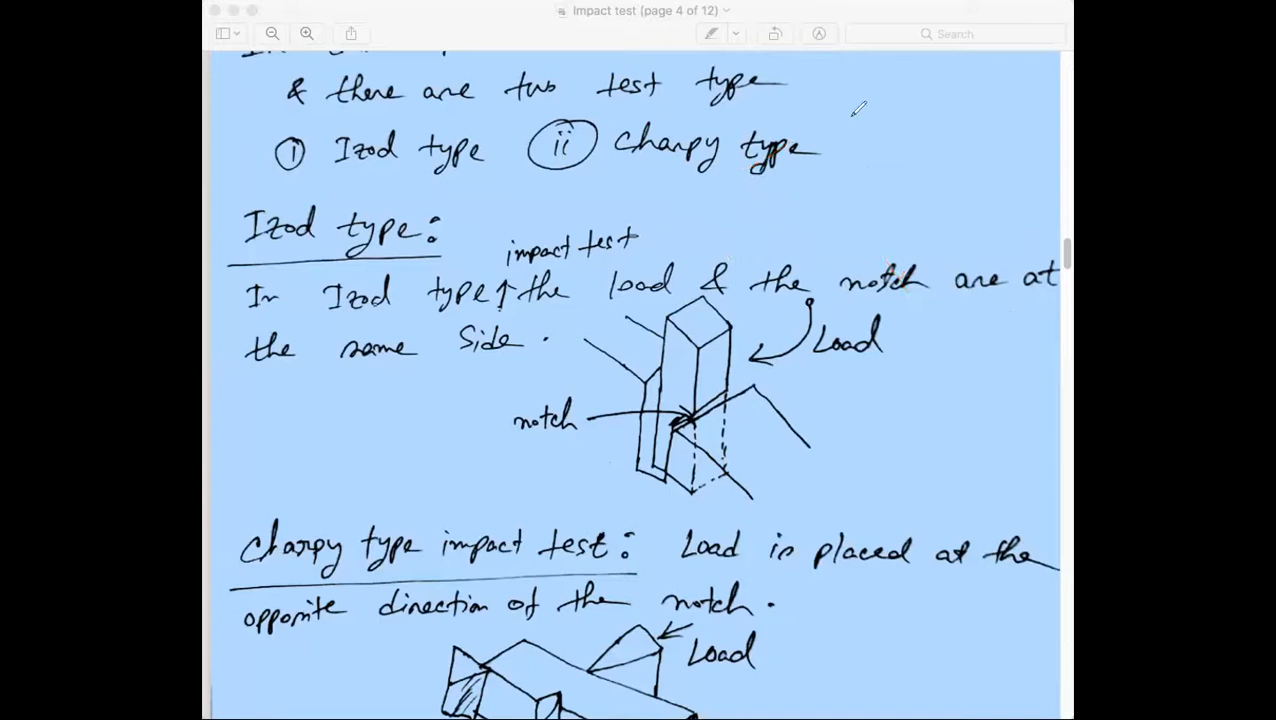 Impact test (page 4 of 12)
Search
& there are two test type
i Izod type ii Charpy type
Izod type:
impact test
In Izod type the load & the notch are at
the same side.
Load
notch
Charpy type impact test: Load is placed at the
opposite direction of the notch.
Load